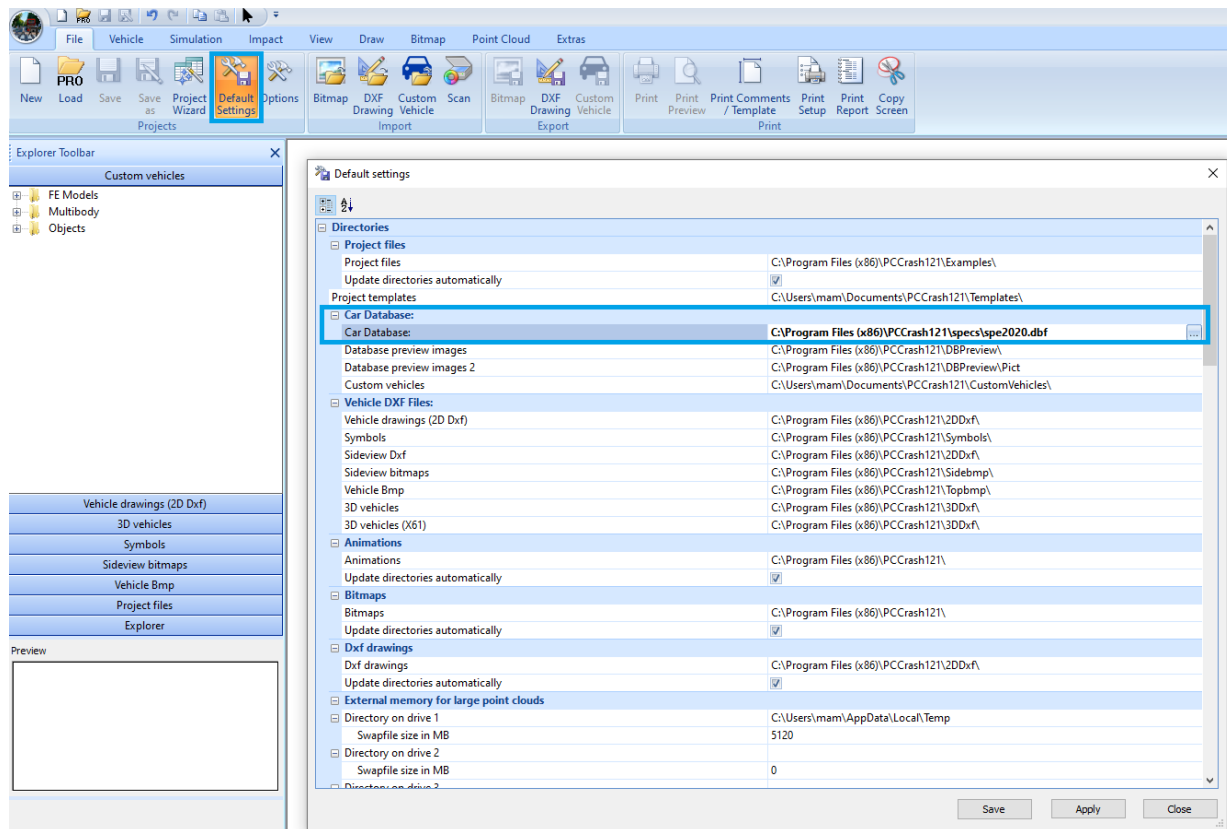 File Vehicle Simulation Impact View Draw Bitmap Point Cloud Extras
PRO
New Load Save Save as Project Wizard Default Settings Options Bitmap DXF Drawing Custom Vehicle Scan Bitmap DXF Drawing Custom Vehicle Print Print Preview Print Comments / Template Print Setup Print Report Copy Screen
Projects Import Export Print
Explorer Toolbar
Custom vehicles
FE Models
Multibody
Objects
Vehicle drawings (2D Dxf)
3D vehicles
Symbols
Sideview bitmaps
Vehicle Bmp
Project files
Explorer
Preview
Default settings
Directories
Project files
Project files C:\Program Files (x86)\PCCrash121\Examples\
Update directories automatically
Project templates C:\Users\mam\Documents\PCCrash121\Templates\
Car Database:
Car Database: C:\Program Files (x86)\PCCrash121\specs\spe2020.dbf ...
Database preview images C:\Program Files (x86)\PCCrash121\DBPreview\
Database preview images 2 C:\Program Files (x86)\PCCrash121\DBPreview\Pict
Custom vehicles C:\Users\mam\Documents\PCCrash121\CustomVehicles\
Vehicle DXF Files:
Vehicle drawings (2D Dxf) C:\Program Files (x86)\PCCrash121\2DDxf\
Symbols C:\Program Files (x86)\PCCrash121\Symbols\
Sideview Dxf C:\Program Files (x86)\PCCrash121\2DDxf\
Sideview bitmaps C:\Program Files (x86)\PCCrash121\Sidebmp\
Vehicle Bmp C:\Program Files (x86)\PCCrash121\Topbmp\
3D vehicles C:\Program Files (x86)\PCCrash121\3DDxf\
3D vehicles (X61) C:\Program Files (x86)\PCCrash121\3DDxf\
Animations
Animations C:\Program Files (x86)\PCCrash121\
Update directories automatically
Bitmaps
Bitmaps C:\Program Files (x86)\PCCrash121\
Update directories automatically
Dxf drawings
Dxf drawings C:\Program Files (x86)\PCCrash121\2DDxf\
Update directories automatically
External memory for large point clouds
Directory on drive 1 C:\Users\mam\AppData\Local\Temp
Swapfile size in MB 5120
Directory on drive 2
Swapfile size in MB 0
Directory on drive 3
Save Apply Close